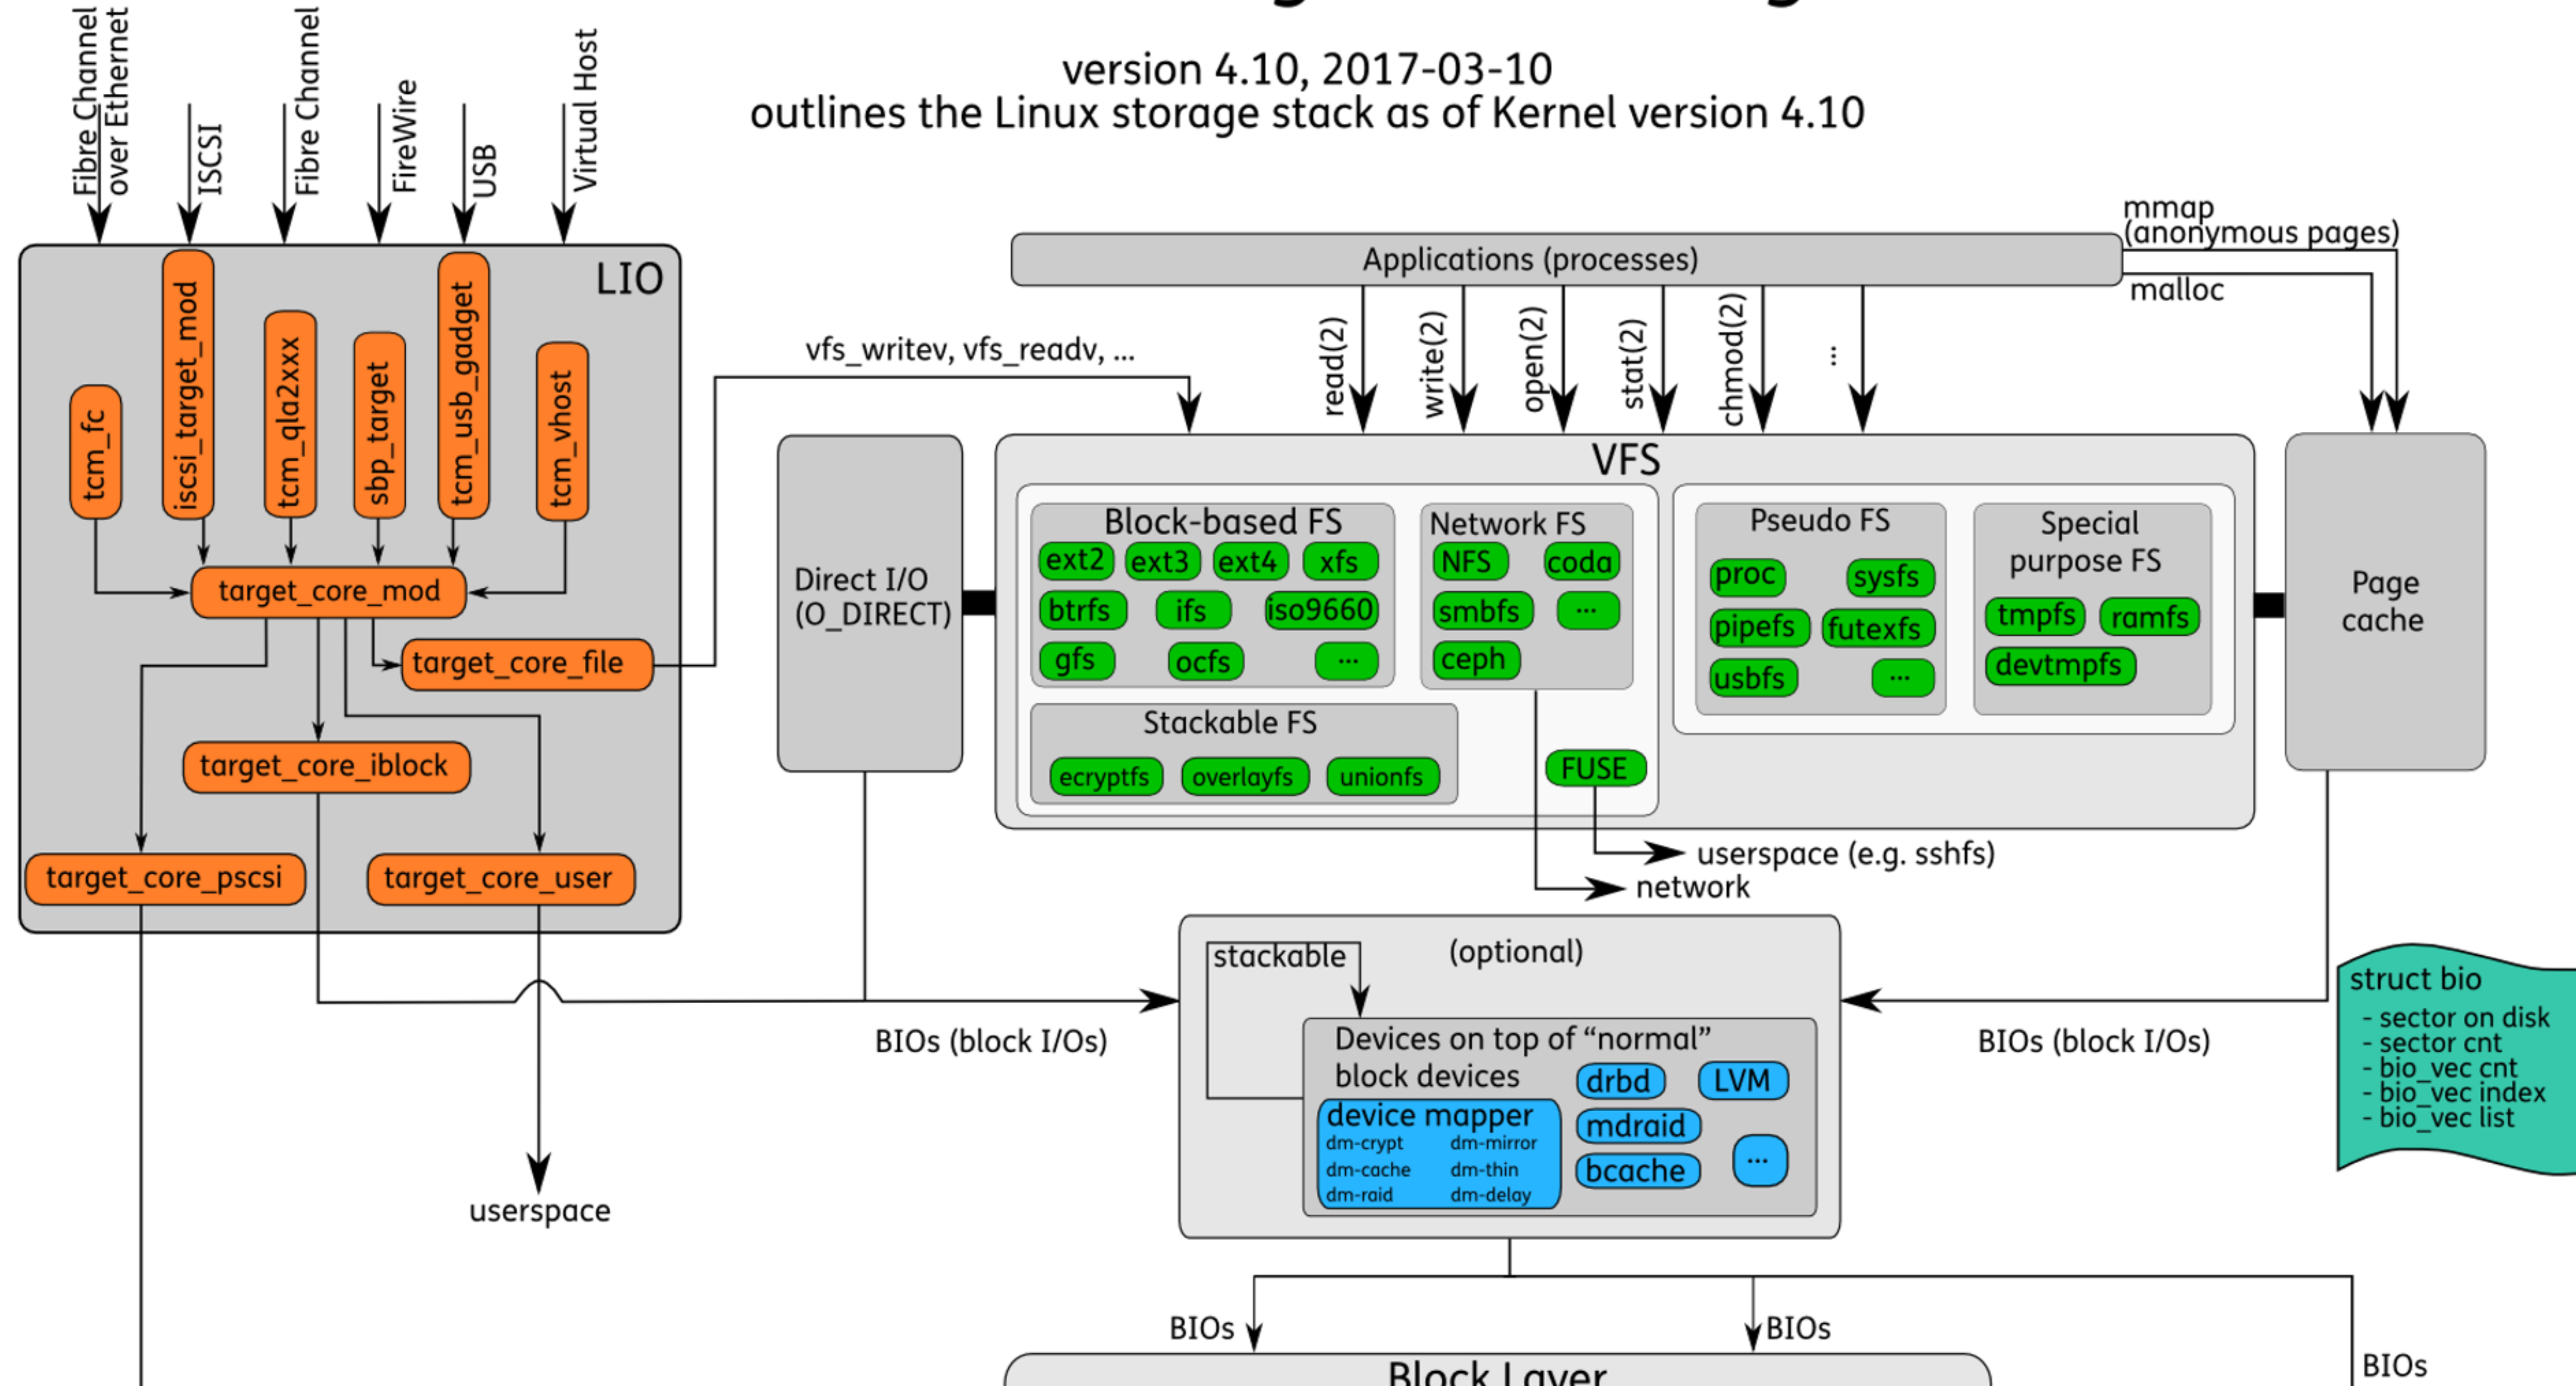 version 4.10, 2017-03-10
outlines the Linux storage stack as of Kernel version 4.10
Fibre Channel
over Ethernet
ISCSI
Fibre Channel
FireWire
USB
Virtual Host
LIO
tcm_fc
iscsi_target_mod
tcm_qla2xxx
sbp_target
tcm_usb_gadget
tcm_vhost
target_core_mod
target_core_file
target_core_iblock
target_core_pscsi
target_core_user
userspace
vfs_writev, vfs_readv, ...
Applications (processes)
mmap
(anonymous pages)
malloc
read(2)
write(2)
open(2)
stat(2)
chmod(2)
...
Direct I/O
(O_DIRECT)
VFS
Block-based FS
ext2 ext3 ext4 xfs
btrfs ifs iso9660
gfs ocfs ...
Network FS
NFS coda
smbfs ...
ceph
Stackable FS
ecryptfs overlayfs unionfs
FUSE
Pseudo FS
proc sysfs
pipefs futexfs
usbfs ...
Special
purpose FS
tmpfs ramfs
devtmpfs
Page
cache
userspace (e.g. sshfs)
network
stackable
(optional)
BIOs (block I/Os)
BIOs (block I/Os)
Devices on top of “normal”
block devices
drbd LVM
device mapper
dm-crypt dm-mirror
dm-cache dm-thin
dm-raid dm-delay
mdraid
bcache
...
struct bio
- sector on disk
- sector cnt
- bio_vec cnt
- bio_vec index
- bio_vec list
BIOs
BIOs
BIOs
Block Layer